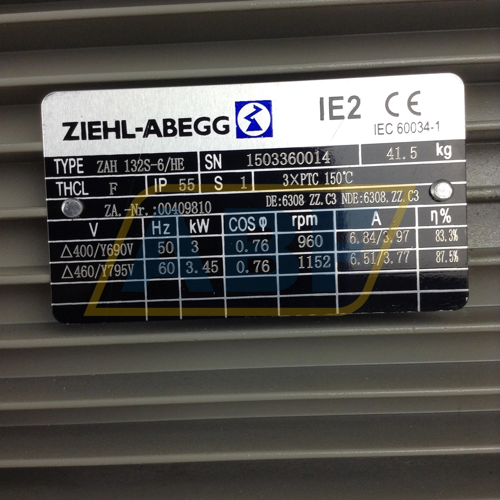 ZIEHL-ABEGG IE2 CE
IEC 60034-1
TYPE ZAH 132S-6/HE SN 1503360014 41.5 kg
THCL F IP 55 S 1 3×PTC 150℃
ZA.-Nr.:00409810 DE:6308.ZZ.C3 NDE:6308.ZZ.C3
V Hz kW COS φ rpm A η%
△400/Y690V 50 3 0.76 960 6.84/3.97 83.3%
△460/Y795V 60 3.45 0.76 1152 6.51/3.77 87.5%